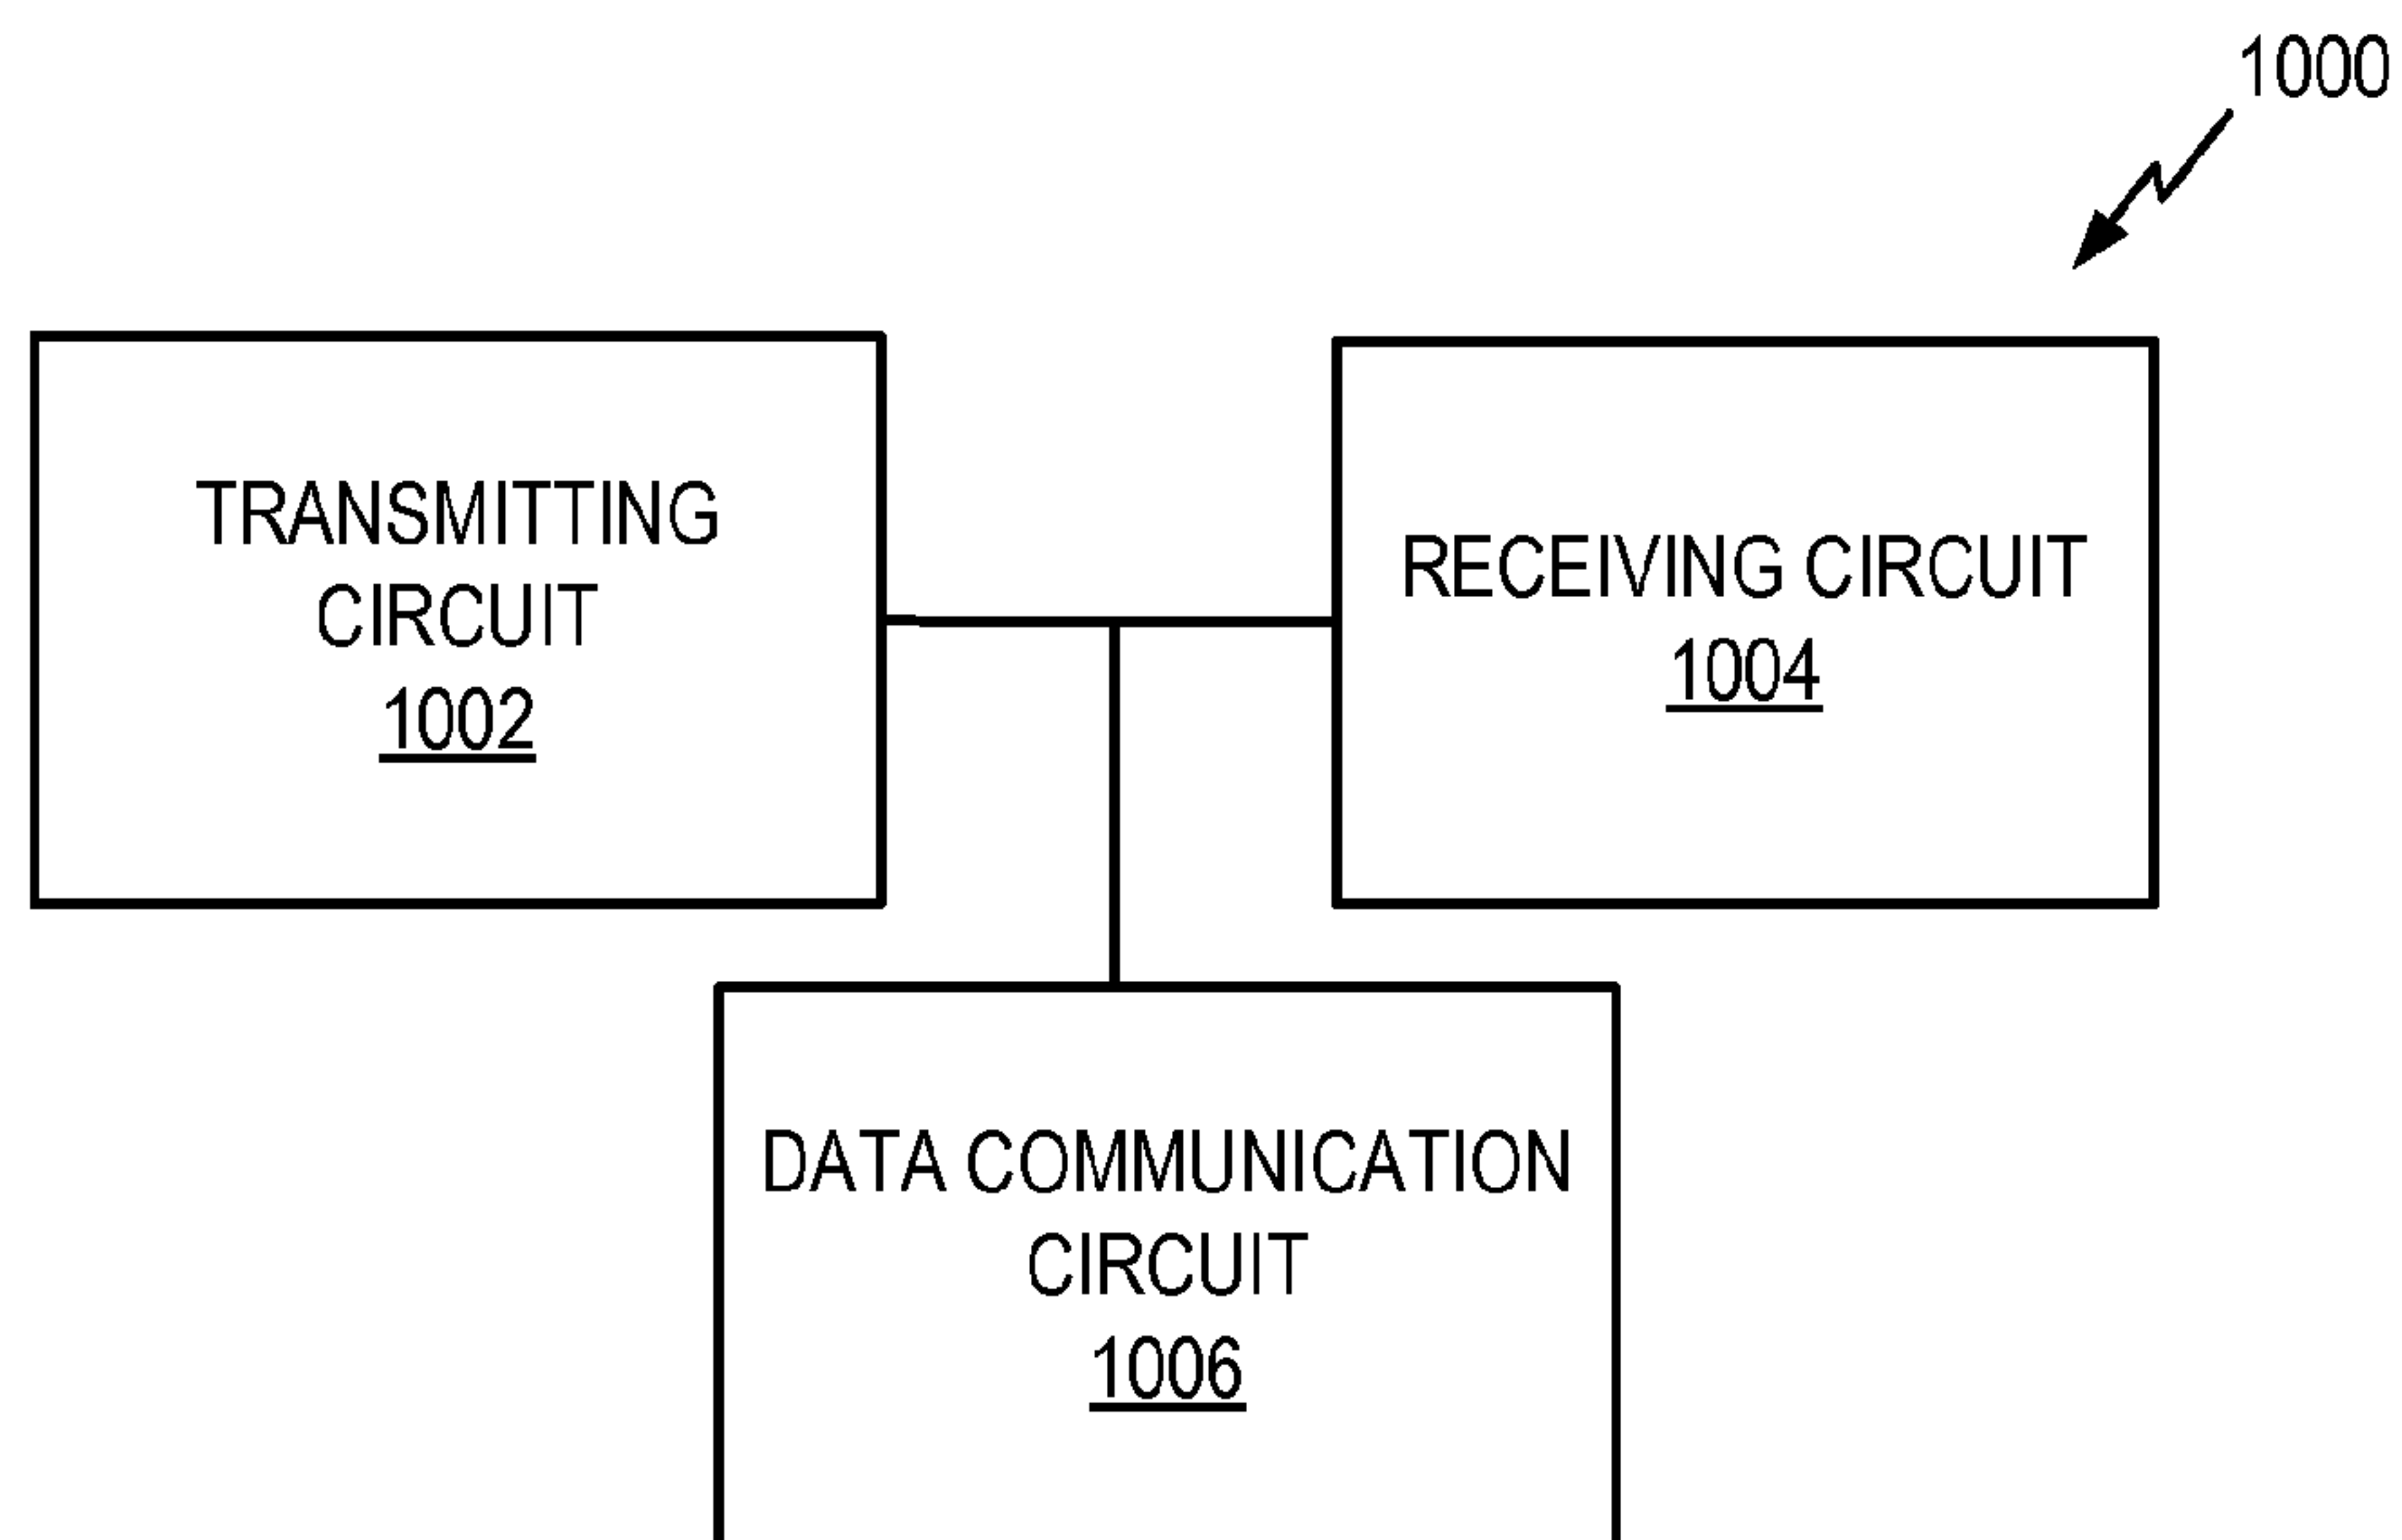 1000
TRANSMITTING
CIRCUIT
1002
RECEIVING CIRCUIT
1004
DATA COMMUNICATION
CIRCUIT
1006